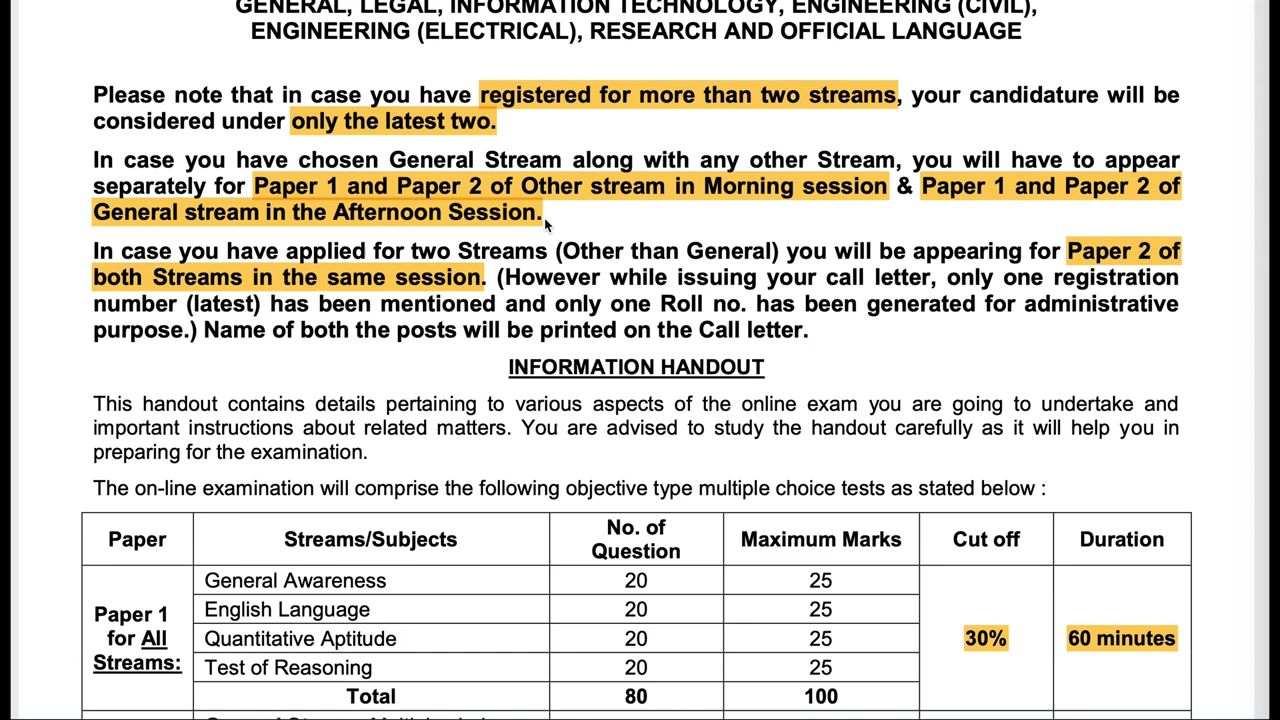 GENERAL, LEGAL, INFORMATION TECHNOLOGY, ENGINEERING (CIVIL),
ENGINEERING (ELECTRICAL), RESEARCH AND OFFICIAL LANGUAGE
Please note that in case you have registered for more than two streams, your candidature will be
considered under only the latest two.
In case you have chosen General Stream along with any other Stream, you will have to appear
separately for Paper 1 and Paper 2 of Other stream in Morning session & Paper 1 and Paper 2 of
General stream in the Afternoon Session.
In case you have applied for two Streams (Other than General) you will be appearing for Paper 2 of
both Streams in the same session. (However while issuing your call letter, only one registration
number (latest) has been mentioned and only one Roll no. has been generated for administrative
purpose.) Name of both the posts will be printed on the Call letter.
INFORMATION HANDOUT
This handout contains details pertaining to various aspects of the online exam you are going to undertake and
important instructions about related matters. You are advised to study the handout carefully as it will help you in
preparing for the examination.
The on-line examination will comprise the following objective type multiple choice tests as stated below :
Paper Streams/Subjects No. of Question Maximum Marks Cut off Duration
Paper 1 for All Streams:
General Awareness 20 25
English Language 20 25
Quantitative Aptitude 20 25
Test of Reasoning 20 25
Total 80 100
30% 60 minutes